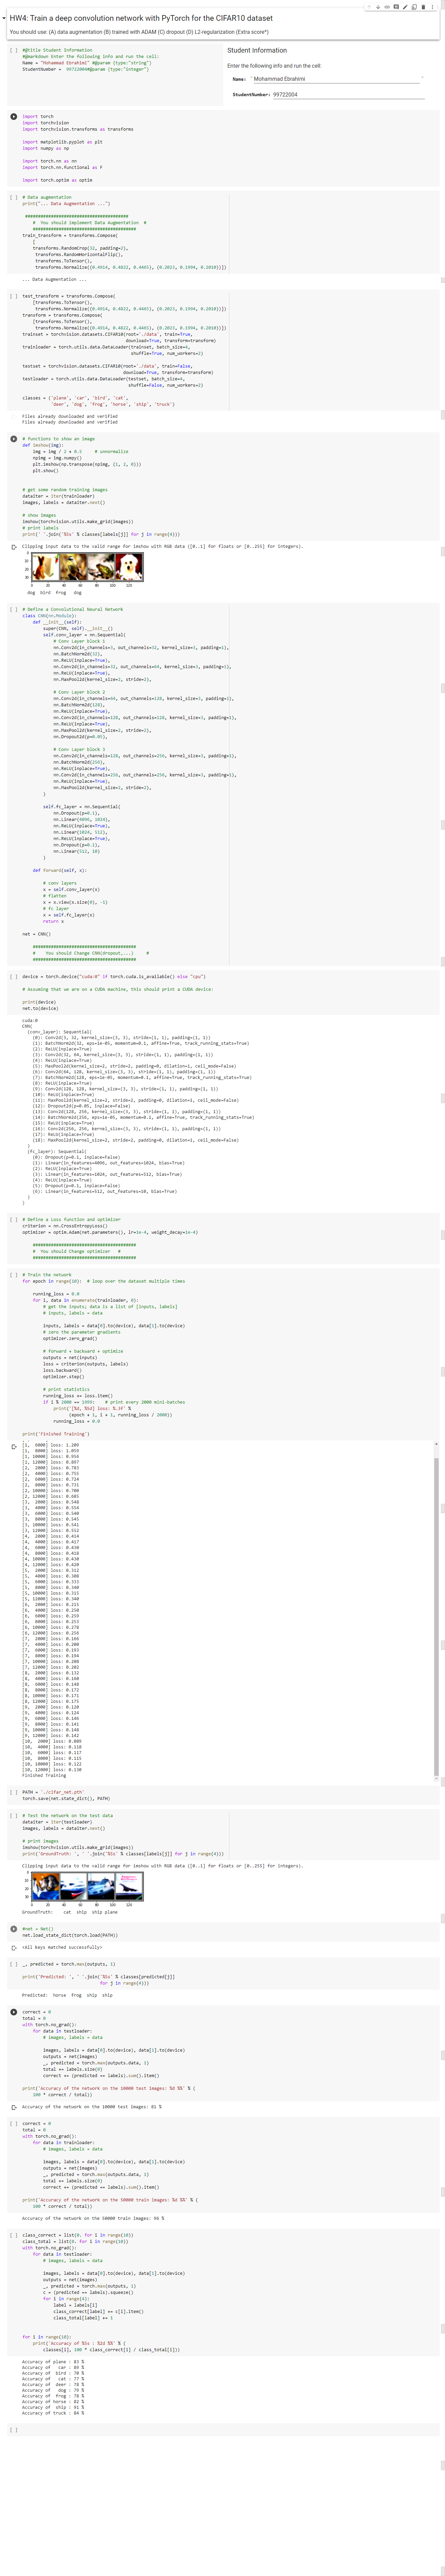 HW4: Train a deep convolution network with PyTorch for the CIFAR10 dataset
You should use: (A) data augmentation (B) trained with ADAM (C) dropout (D) L2-regularization (Extra score*)
[ ] #@title Student Information
#@markdown Enter the following info and run the cell:
Name = "Mohammad Ebrahimi" #@param {type:"string"}
StudentNumber = 99722004#@param {type:"integer"}
Student Information
Enter the following info and run the cell:
Name: " Mohammad Ebrahimi "
StudentNumber: 99722004
import torch
import torchvision
import torchvision.transforms as transforms
import matplotlib.pyplot as plt
import numpy as np
import torch.nn as nn
import torch.nn.functional as F
import torch.optim as optim
[ ] # Data augmentation
print("... Data Augmentation ...")
########################################
# You should implement Data Augmentation #
########################################
train_transform = transforms.Compose(
[
transforms.RandomCrop(32, padding=2),
transforms.RandomHorizontalFlip(),
transforms.ToTensor(),
transforms.Normalize((0.4914, 0.4822, 0.4465), (0.2023, 0.1994, 0.2010))])
... Data Augmentation ...
[ ] test_transform = transforms.Compose(
[transforms.ToTensor(),
transforms.Normalize((0.4914, 0.4822, 0.4465), (0.2023, 0.1994, 0.2010))])
transform = transforms.Compose(
[transforms.ToTensor(),
transforms.Normalize((0.4914, 0.4822, 0.4465), (0.2023, 0.1994, 0.2010))])
trainset = torchvision.datasets.CIFAR10(root='./data', train=True,
download=True, transform=transform)
trainloader = torch.utils.data.DataLoader(trainset, batch_size=4,
shuffle=True, num_workers=2)
testset = torchvision.datasets.CIFAR10(root='./data', train=False,
download=True, transform=transform)
testloader = torch.utils.data.DataLoader(testset, batch_size=4,
shuffle=False, num_workers=2)
classes = ('plane', 'car', 'bird', 'cat',
'deer', 'dog', 'frog', 'horse', 'ship', 'truck')
Files already downloaded and verified
Files already downloaded and verified
# functions to show an image
def imshow(img):
img = img / 2 + 0.5 # unnormalize
npimg = img.numpy()
plt.imshow(np.transpose(npimg, (1, 2, 0)))
plt.show()
# get some random training images
dataiter = iter(trainloader)
images, labels = dataiter.next()
# show images
imshow(torchvision.utils.make_grid(images))
# print labels
print(' '.join('%5s' % classes[labels[j]] for j in range(4)))
Clipping input data to the valid range for imshow with RGB data ([0..1] for floats or [0..255] for integers).
0
10
20
30
0 20 40 60 80 100 120
dog bird frog dog
[ ] # Define a Convolutional Neural Network
class CNN(nn.Module):
def __init__(self):
super(CNN, self).__init__()
self.conv_layer = nn.Sequential(
# Conv Layer block 1
nn.Conv2d(in_channels=3, out_channels=32, kernel_size=3, padding=1),
nn.BatchNorm2d(32),
nn.ReLU(inplace=True),
nn.Conv2d(in_channels=32, out_channels=64, kernel_size=3, padding=1),
nn.ReLU(inplace=True),
nn.MaxPool2d(kernel_size=2, stride=2),
# Conv Layer block 2
nn.Conv2d(in_channels=64, out_channels=128, kernel_size=3, padding=1),
nn.BatchNorm2d(128),
nn.ReLU(inplace=True),
nn.Conv2d(in_channels=128, out_channels=128, kernel_size=3, padding=1),
nn.ReLU(inplace=True),
nn.MaxPool2d(kernel_size=2, stride=2),
nn.Dropout2d(p=0.05),
# Conv Layer block 3
nn.Conv2d(in_channels=128, out_channels=256, kernel_size=3, padding=1),
nn.BatchNorm2d(256),
nn.ReLU(inplace=True),
nn.Conv2d(in_channels=256, out_channels=256, kernel_size=3, padding=1),
nn.ReLU(inplace=True),
nn.MaxPool2d(kernel_size=2, stride=2),
)
self.fc_layer = nn.Sequential(
nn.Dropout(p=0.1),
nn.Linear(4096, 1024),
nn.ReLU(inplace=True),
nn.Linear(1024, 512),
nn.ReLU(inplace=True),
nn.Dropout(p=0.1),
nn.Linear(512, 10)
)
def forward(self, x):
# conv layers
x = self.conv_layer(x)
# flatten
x = x.view(x.size(0), -1)
# fc layer
x = self.fc_layer(x)
return x
net = CNN()
########################################
# You should Change CNN(dropout,...) #
########################################
[ ] device = torch.device("cuda:0" if torch.cuda.is_available() else "cpu")
# Assuming that we are on a CUDA machine, this should print a CUDA device:
print(device)
net.to(device)
cuda:0
CNN(
(conv_layer): Sequential(
(0): Conv2d(3, 32, kernel_size=(3, 3), stride=(1, 1), padding=(1, 1))
(1): BatchNorm2d(32, eps=1e-05, momentum=0.1, affine=True, track_running_stats=True)
(2): ReLU(inplace=True)
(3): Conv2d(32, 64, kernel_size=(3, 3), stride=(1, 1), padding=(1, 1))
(4): ReLU(inplace=True)
(5): MaxPool2d(kernel_size=2, stride=2, padding=0, dilation=1, ceil_mode=False)
(6): Conv2d(64, 128, kernel_size=(3, 3), stride=(1, 1), padding=(1, 1))
(7): BatchNorm2d(128, eps=1e-05, momentum=0.1, affine=True, track_running_stats=True)
(8): ReLU(inplace=True)
(9): Conv2d(128, 128, kernel_size=(3, 3), stride=(1, 1), padding=(1, 1))
(10): ReLU(inplace=True)
(11): MaxPool2d(kernel_size=2, stride=2, padding=0, dilation=1, ceil_mode=False)
(12): Dropout2d(p=0.05, inplace=False)
(13): Conv2d(128, 256, kernel_size=(3, 3), stride=(1, 1), padding=(1, 1))
(14): BatchNorm2d(256, eps=1e-05, momentum=0.1, affine=True, track_running_stats=True)
(15): ReLU(inplace=True)
(16): Conv2d(256, 256, kernel_size=(3, 3), stride=(1, 1), padding=(1, 1))
(17): ReLU(inplace=True)
(18): MaxPool2d(kernel_size=2, stride=2, padding=0, dilation=1, ceil_mode=False)
)
(fc_layer): Sequential(
(0): Dropout(p=0.1, inplace=False)
(1): Linear(in_features=4096, out_features=1024, bias=True)
(2): ReLU(inplace=True)
(3): Linear(in_features=1024, out_features=512, bias=True)
(4): ReLU(inplace=True)
(5): Dropout(p=0.1, inplace=False)
(6): Linear(in_features=512, out_features=10, bias=True)
)
)
[ ] # Define a Loss function and optimizer
criterion = nn.CrossEntropyLoss()
optimizer = optim.Adam(net.parameters(), lr=1e-4, weight_decay=1e-4)
########################################
# You should Change optimizer #
########################################
[ ] # Train the network
for epoch in range(10): # loop over the dataset multiple times
running_loss = 0.0
for i, data in enumerate(trainloader, 0):
# get the inputs; data is a list of [inputs, labels]
# inputs, labels = data
inputs, labels = data[0].to(device), data[1].to(device)
# zero the parameter gradients
optimizer.zero_grad()
# forward + backward + optimize
outputs = net(inputs)
loss = criterion(outputs, labels)
loss.backward()
optimizer.step()
# print statistics
running_loss += loss.item()
if i % 2000 == 1999: # print every 2000 mini-batches
print('[%d, %5d] loss: %.3f' %
(epoch + 1, i + 1, running_loss / 2000))
running_loss = 0.0
print('Finished Training')
[1, 6000] loss: 1.209
[1, 8000] loss: 1.059
[1, 10000] loss: 0.956
[1, 12000] loss: 0.897
[2, 2000] loss: 0.783
[2, 4000] loss: 0.755
[2, 6000] loss: 0.724
[2, 8000] loss: 0.731
[2, 10000] loss: 0.700
[2, 12000] loss: 0.685
[3, 2000] loss: 0.548
[3, 4000] loss: 0.554
[3, 6000] loss: 0.540
[3, 8000] loss: 0.545
[3, 10000] loss: 0.541
[3, 12000] loss: 0.552
[4, 2000] loss: 0.414
[4, 4000] loss: 0.417
[4, 6000] loss: 0.430
[4, 8000] loss: 0.418
[4, 10000] loss: 0.430
[4, 12000] loss: 0.420
[5, 2000] loss: 0.312
[5, 4000] loss: 0.308
[5, 6000] loss: 0.333
[5, 8000] loss: 0.340
[5, 10000] loss: 0.315
[5, 12000] loss: 0.340
[6, 2000] loss: 0.215
[6, 4000] loss: 0.250
[6, 6000] loss: 0.259
[6, 8000] loss: 0.253
[6, 10000] loss: 0.278
[6, 12000] loss: 0.256
[7, 2000] loss: 0.166
[7, 4000] loss: 0.200
[7, 6000] loss: 0.193
[7, 8000] loss: 0.194
[7, 10000] loss: 0.208
[7, 12000] loss: 0.202
[8, 2000] loss: 0.132
[8, 4000] loss: 0.160
[8, 6000] loss: 0.148
[8, 8000] loss: 0.172
[8, 10000] loss: 0.171
[8, 12000] loss: 0.175
[9, 2000] loss: 0.120
[9, 4000] loss: 0.124
[9, 6000] loss: 0.146
[9, 8000] loss: 0.141
[9, 10000] loss: 0.148
[9, 12000] loss: 0.142
[10, 2000] loss: 0.089
[10, 4000] loss: 0.118
[10, 6000] loss: 0.117
[10, 8000] loss: 0.115
[10, 10000] loss: 0.122
[10, 12000] loss: 0.130
Finished Training
[ ] PATH = './cifar_net.pth'
torch.save(net.state_dict(), PATH)
[ ] # Test the network on the test data
dataiter = iter(testloader)
images, labels = dataiter.next()
# print images
imshow(torchvision.utils.make_grid(images))
print('GroundTruth: ', ' '.join('%5s' % classes[labels[j]] for j in range(4)))
Clipping input data to the valid range for imshow with RGB data ([0..1] for floats or [0..255] for integers).
0
10
20
30
0 20 40 60 80 100 120
GroundTruth: cat ship ship plane
#net = Net()
net.load_state_dict(torch.load(PATH))
<All keys matched successfully>
[ ] _, predicted = torch.max(outputs, 1)
print('Predicted: ', ' '.join('%5s' % classes[predicted[j]]
for j in range(4)))
Predicted: horse frog ship ship
correct = 0
total = 0
with torch.no_grad():
for data in testloader:
# images, labels = data
images, labels = data[0].to(device), data[1].to(device)
outputs = net(images)
_, predicted = torch.max(outputs.data, 1)
total += labels.size(0)
correct += (predicted == labels).sum().item()
print('Accuracy of the network on the 10000 test images: %d %%' % (
100 * correct / total))
Accuracy of the network on the 10000 test images: 81 %
[ ] correct = 0
total = 0
with torch.no_grad():
for data in trainloader:
# images, labels = data
images, labels = data[0].to(device), data[1].to(device)
outputs = net(images)
_, predicted = torch.max(outputs.data, 1)
total += labels.size(0)
correct += (predicted == labels).sum().item()
print('Accuracy of the network on the 50000 train images: %d %%' % (
100 * correct / total))
Accuracy of the network on the 50000 train images: 96 %
[ ] class_correct = list(0. for i in range(10))
class_total = list(0. for i in range(10))
with torch.no_grad():
for data in testloader:
# images, labels = data
images, labels = data[0].to(device), data[1].to(device)
outputs = net(images)
_, predicted = torch.max(outputs, 1)
c = (predicted == labels).squeeze()
for i in range(4):
label = labels[i]
class_correct[label] += c[i].item()
class_total[label] += 1
for i in range(10):
print('Accuracy of %5s : %2d %%' % (
classes[i], 100 * class_correct[i] / class_total[i]))
Accuracy of plane : 83 %
Accuracy of car : 89 %
Accuracy of bird : 70 %
Accuracy of cat : 77 %
Accuracy of deer : 78 %
Accuracy of dog : 79 %
Accuracy of frog : 78 %
Accuracy of horse : 82 %
Accuracy of ship : 91 %
Accuracy of truck : 84 %
[ ]